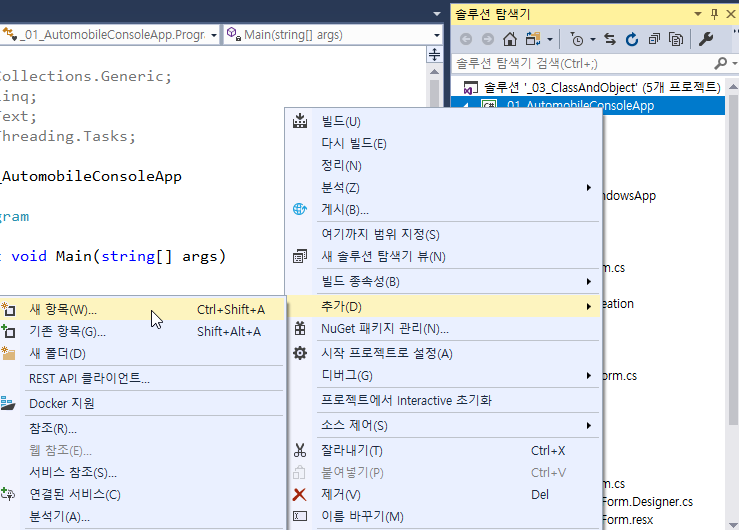 솔루션 탐색기
_01_AutomobileConsoleApp.Progra
Main(string[] args)
솔루션 탐색기 검색(Ctrl+;)
솔루션 '_03_ClassAndObject' (5개 프로젝트)
_01_AutomobileConsoleApp
Collections.Generic;
Linq;
Text;
Threading.Tasks;
_AutomobileConsoleApp
void Main(string[] args)
빌드(U)
다시 빌드(E)
정리(N)
분석(Z)
게시(B)...
여기까지 범위 지정(S)
새 솔루션 탐색기 뷰(N)
빌드 종속성(B)
추가(D)
NuGet 패키지 관리(N)...
시작 프로젝트로 설정(A)
디버그(G)
프로젝트에서 Interactive 초기화
소스 제어(S)
잘라내기(T) Ctrl+X
붙여넣기(P) Ctrl+V
제거(V) Del
이름 바꾸기(M)
새 항목(W)... Ctrl+Shift+A
기존 항목(G)... Shift+Alt+A
새 폴더(D)
REST API 클라이언트...
Docker 지원
참조(R)...
웹 참조(E)...
서비스 참조(S)...
연결된 서비스(C)
분석기(A)...
ndowsApp
m.cs
eation
orm.cs
m.cs
Form.Designer.cs
Form.resx